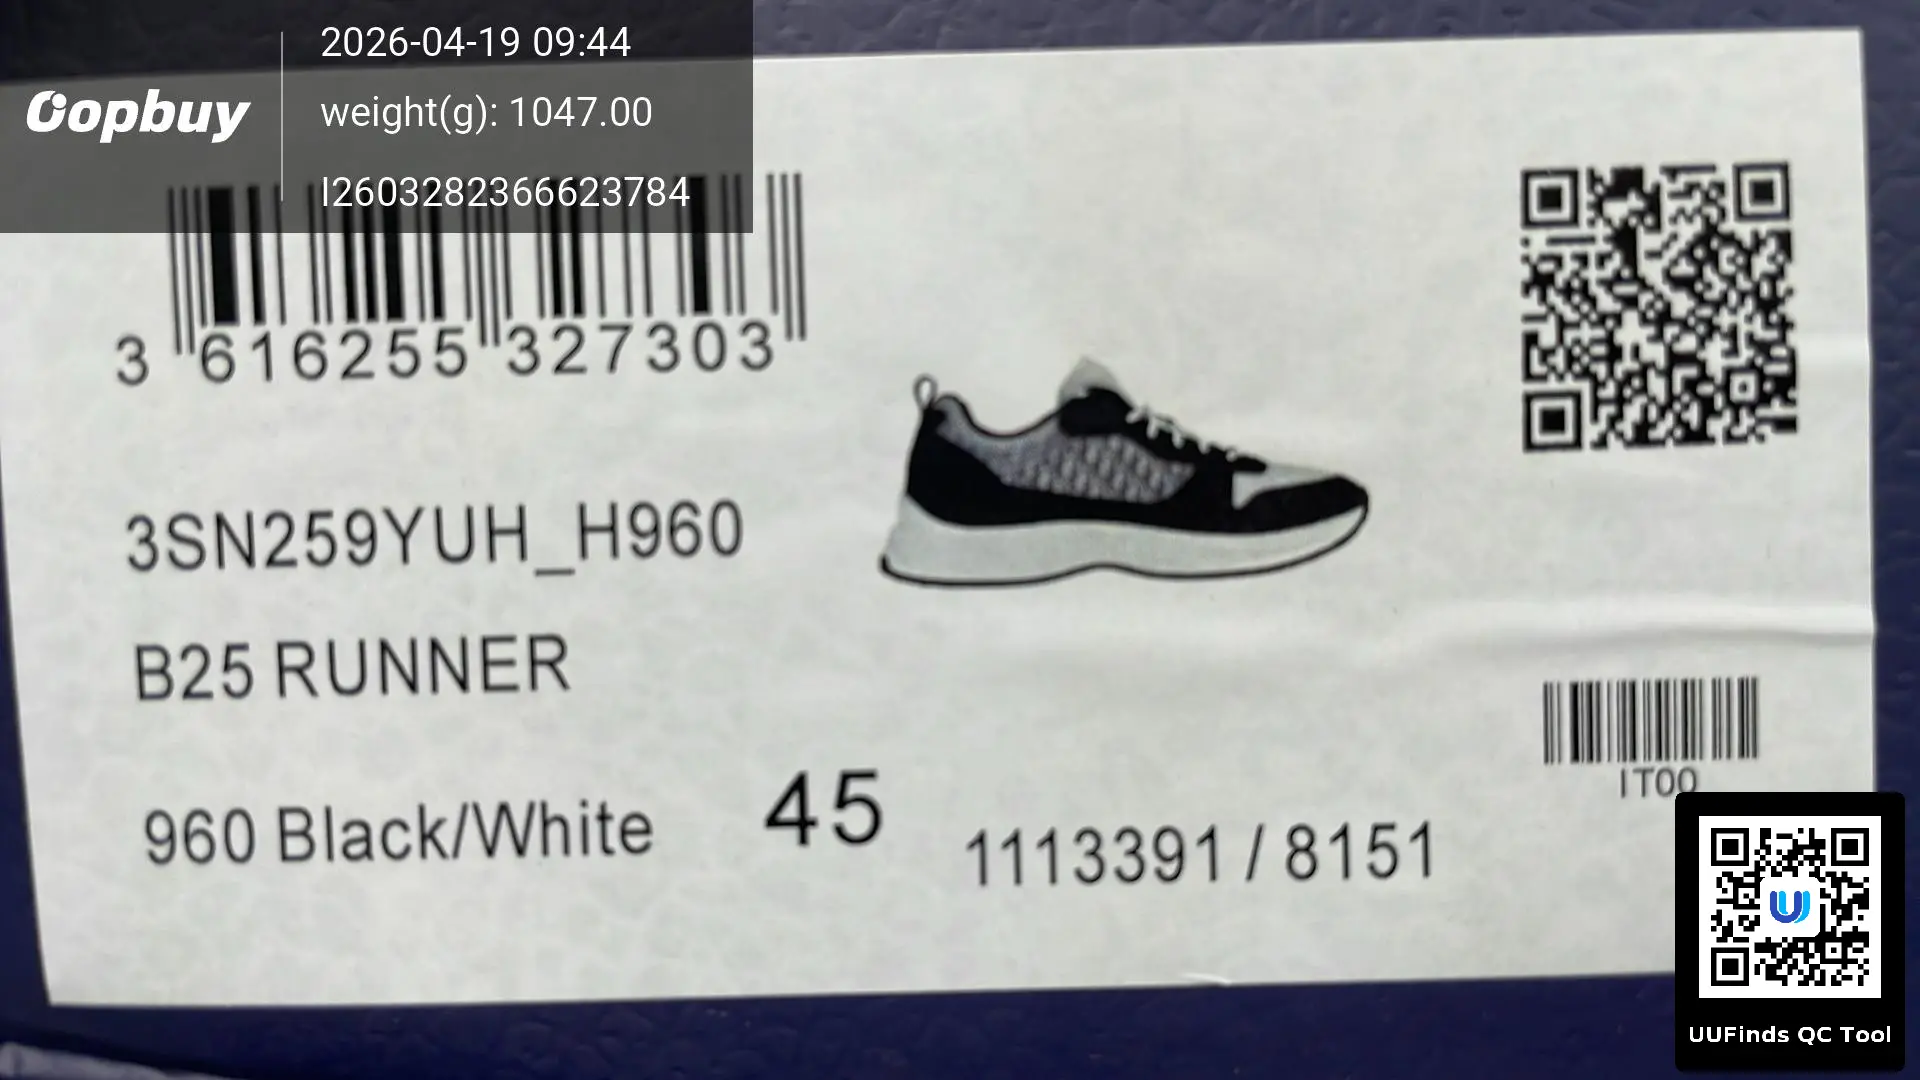 2026-04-19 09:44
oopbuy
weight(g): 1047.00
I2603282366623784
3 616255 327303
3SN259YUH_H960
B25 RUNNER
IT00
960 Black/White
45
1113391 / 8151
UUFinds QC Tool